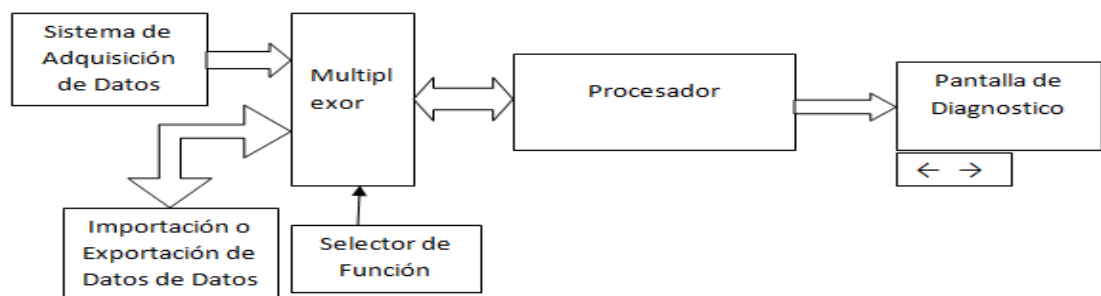 Sistema de
Adquisición
de Datos
Multipl
exor
Procesador
Pantalla de
Diagnostico
← →
Importación o
Exportación de
Datos de Datos
Selector de
Función